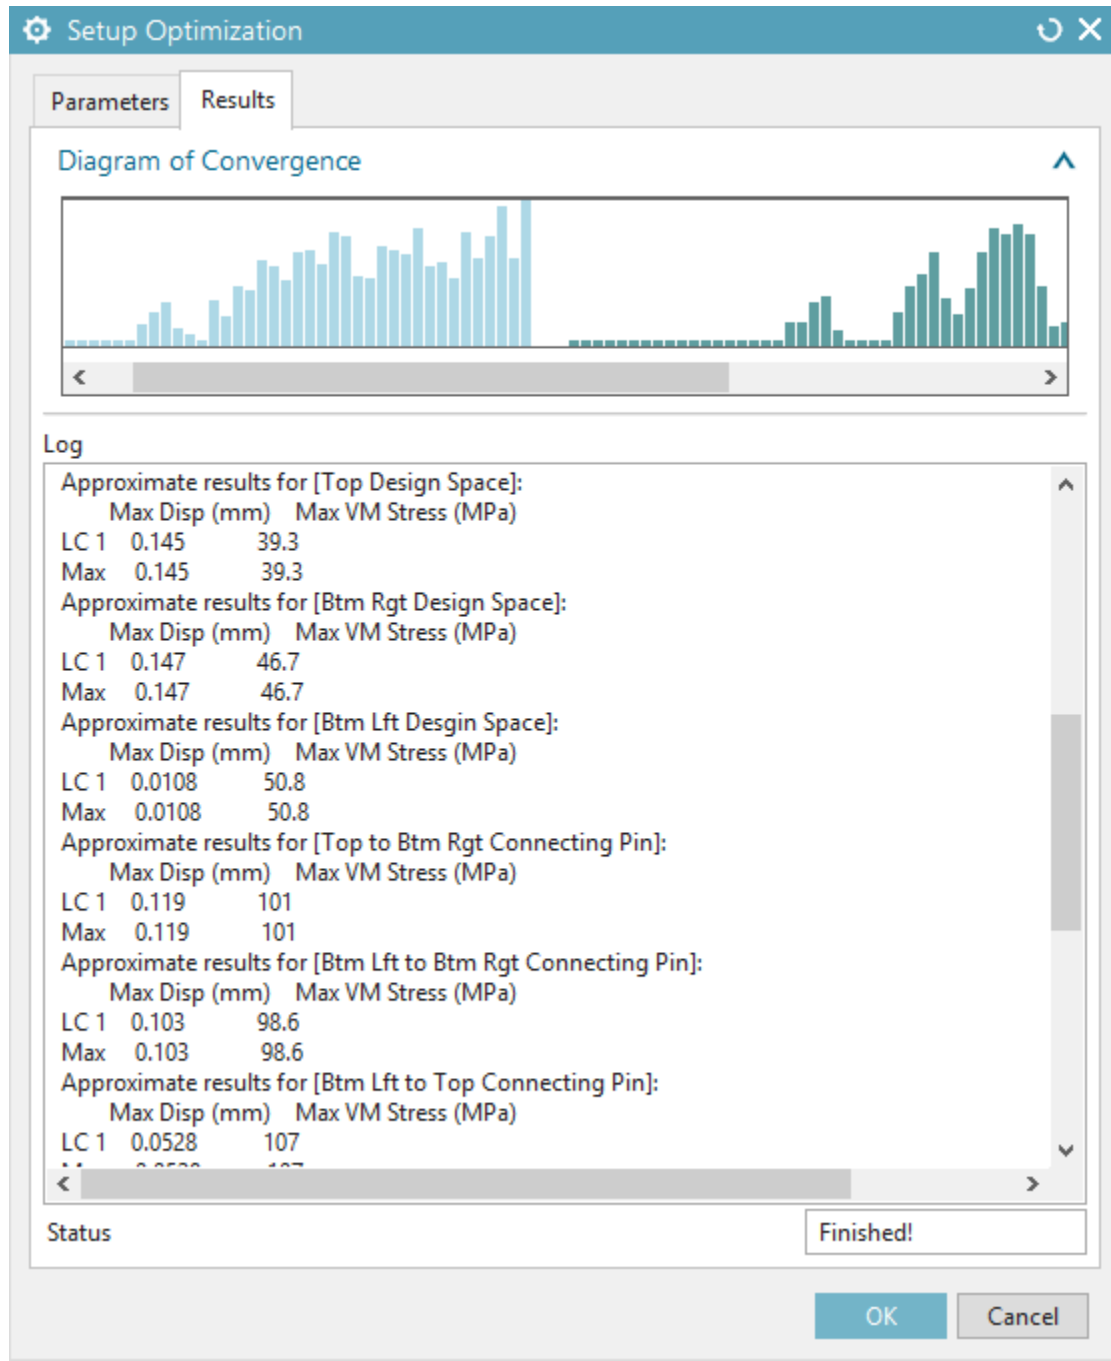 Setup Optimization
Parameters Results
Diagram of Convergence
Log
Approximate results for [Top Design Space]:
Max Disp (mm) Max VM Stress (MPa)
LC 1 0.145 39.3
Max 0.145 39.3
Approximate results for [Btm Rgt Design Space]:
Max Disp (mm) Max VM Stress (MPa)
LC 1 0.147 46.7
Max 0.147 46.7
Approximate results for [Btm Lft Desgin Space]:
Max Disp (mm) Max VM Stress (MPa)
LC 1 0.0108 50.8
Max 0.0108 50.8
Approximate results for [Top to Btm Rgt Connecting Pin]:
Max Disp (mm) Max VM Stress (MPa)
LC 1 0.119 101
Max 0.119 101
Approximate results for [Btm Lft to Btm Rgt Connecting Pin]:
Max Disp (mm) Max VM Stress (MPa)
LC 1 0.103 98.6
Max 0.103 98.6
Approximate results for [Btm Lft to Top Connecting Pin]:
Max Disp (mm) Max VM Stress (MPa)
LC 1 0.0528 107
Status Finished!
OK Cancel